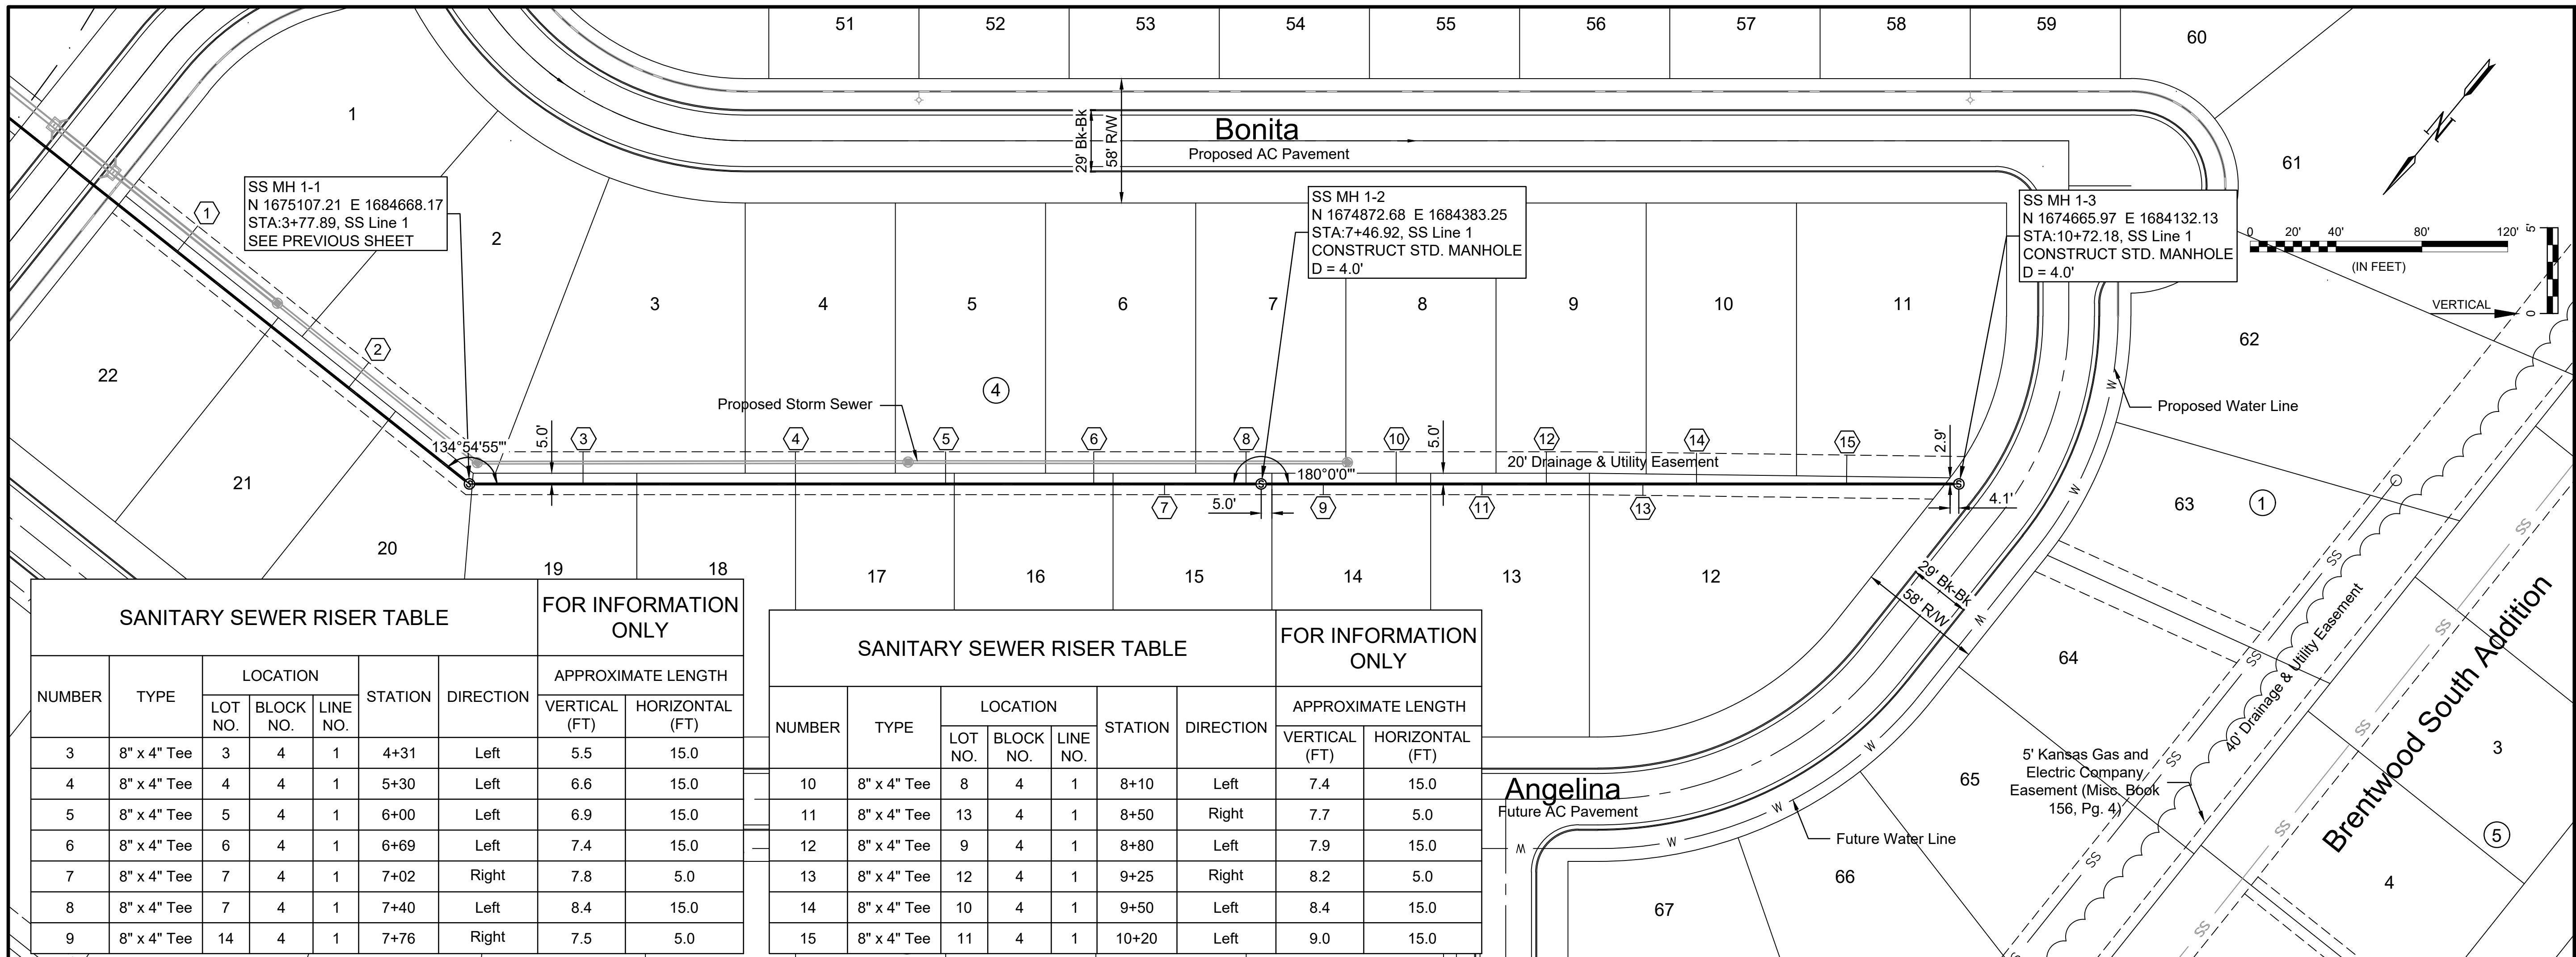 51
52
53
54
55
56
57
58
59
60
61
1
2
Bonita
Proposed AC Pavement
29' Bk-Bk
58' R/W
N
SS MH 1-1
N 1675107.21 E 1684668.17
STA:3+77.89, SS Line 1
SEE PREVIOUS SHEET
SS MH 1-2
N 1674872.68 E 1684383.25
STA:7+46.92, SS Line 1
CONSTRUCT STD. MANHOLE
D = 4.0'
SS MH 1-3
N 1674665.97 E 1684132.13
STA:10+72.18, SS Line 1
CONSTRUCT STD. MANHOLE
D = 4.0'
0 20' 40' 80' 120'
(IN FEET)
VERTICAL
0
5'
1
2
3
4
5
6
7
8
9
10
11
62
22
4
Proposed Storm Sewer
Proposed Water Line
134°54'55"'
5.0'
3
4
5
6
8
10
5.0'
12
14
15
2.9'
180°0'0"'
20' Drainage & Utility Easement
7
5.0'
9
11
13
4.1'
21
20
19
18
17
16
15
14
13
12
63
1
29' Bk-Bk
58' R/W
W
W
W
W
W
W
W
W
64
65
66
67
SS
SS
SS
SS
SS
SS
SS
SS
SS
SS
40' Drainage & Utility Easement
Brentwood South Addition
5' Kansas Gas and
Electric Company
Easement (Misc. Book
156, Pg. 4)
3
5
4
Angelina
Future AC Pavement
Future Water Line
SANITARY SEWER RISER TABLE
FOR INFORMATION
ONLY
NUMBER TYPE LOCATION STATION DIRECTION APPROXIMATE LENGTH
LOT NO. BLOCK NO. LINE NO. VERTICAL (FT) HORIZONTAL (FT)
3 8" x 4" Tee 3 4 1 4+31 Left 5.5 15.0
4 8" x 4" Tee 4 4 1 5+30 Left 6.6 15.0
5 8" x 4" Tee 5 4 1 6+00 Left 6.9 15.0
6 8" x 4" Tee 6 4 1 6+69 Left 7.4 15.0
7 8" x 4" Tee 7 4 1 7+02 Right 7.8 5.0
8 8" x 4" Tee 7 4 1 7+40 Left 8.4 15.0
9 8" x 4" Tee 14 4 1 7+76 Right 7.5 5.0
SANITARY SEWER RISER TABLE
FOR INFORMATION
ONLY
NUMBER TYPE LOCATION STATION DIRECTION APPROXIMATE LENGTH
LOT NO. BLOCK NO. LINE NO. VERTICAL (FT) HORIZONTAL (FT)
10 8" x 4" Tee 8 4 1 8+10 Left 7.4 15.0
11 8" x 4" Tee 13 4 1 8+50 Right 7.7 5.0
12 8" x 4" Tee 9 4 1 8+80 Left 7.9 15.0
13 8" x 4" Tee 12 4 1 9+25 Right 8.2 5.0
14 8" x 4" Tee 10 4 1 9+50 Left 8.4 15.0
15 8" x 4" Tee 11 4 1 10+20 Left 9.0 15.0